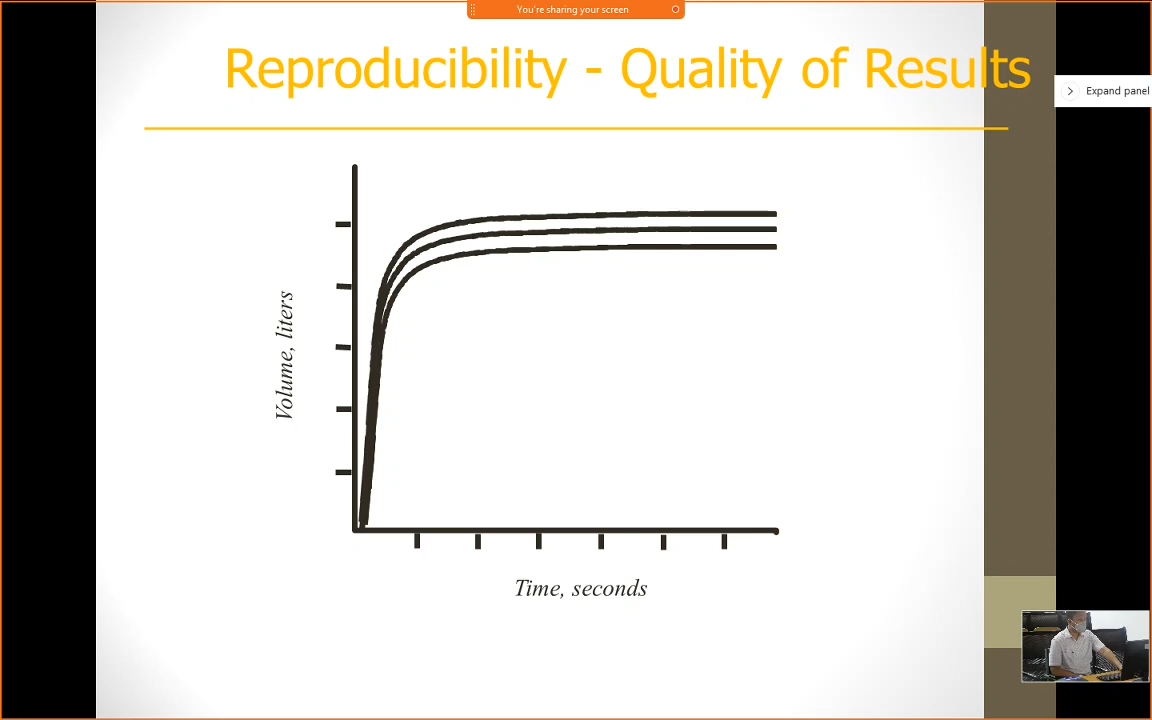 You're sharing your screen
Reproducibility - Quality of Results
Expand panel
Volume, liters
Time, seconds